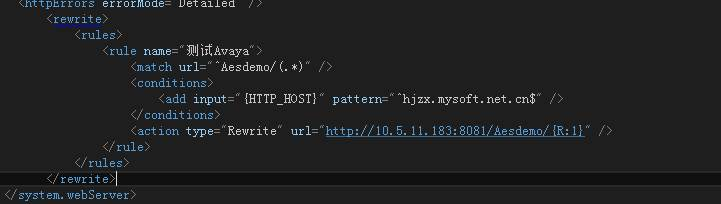 <httpErrors errorMode="Detailed" />
<rewrite>
<rules>
<rule name="测试Avaya">
<match url="^Aesdemo/(.*)" />
<conditions>
<add input="{HTTP_HOST}" pattern="^hjzx.mysoft.net.cn$" />
</conditions>
<action type="Rewrite" url="http://10.5.11.183:8081/Aesdemo/{R:1}" />
</rule>
</rules>
</rewrite>
</system.webServer>